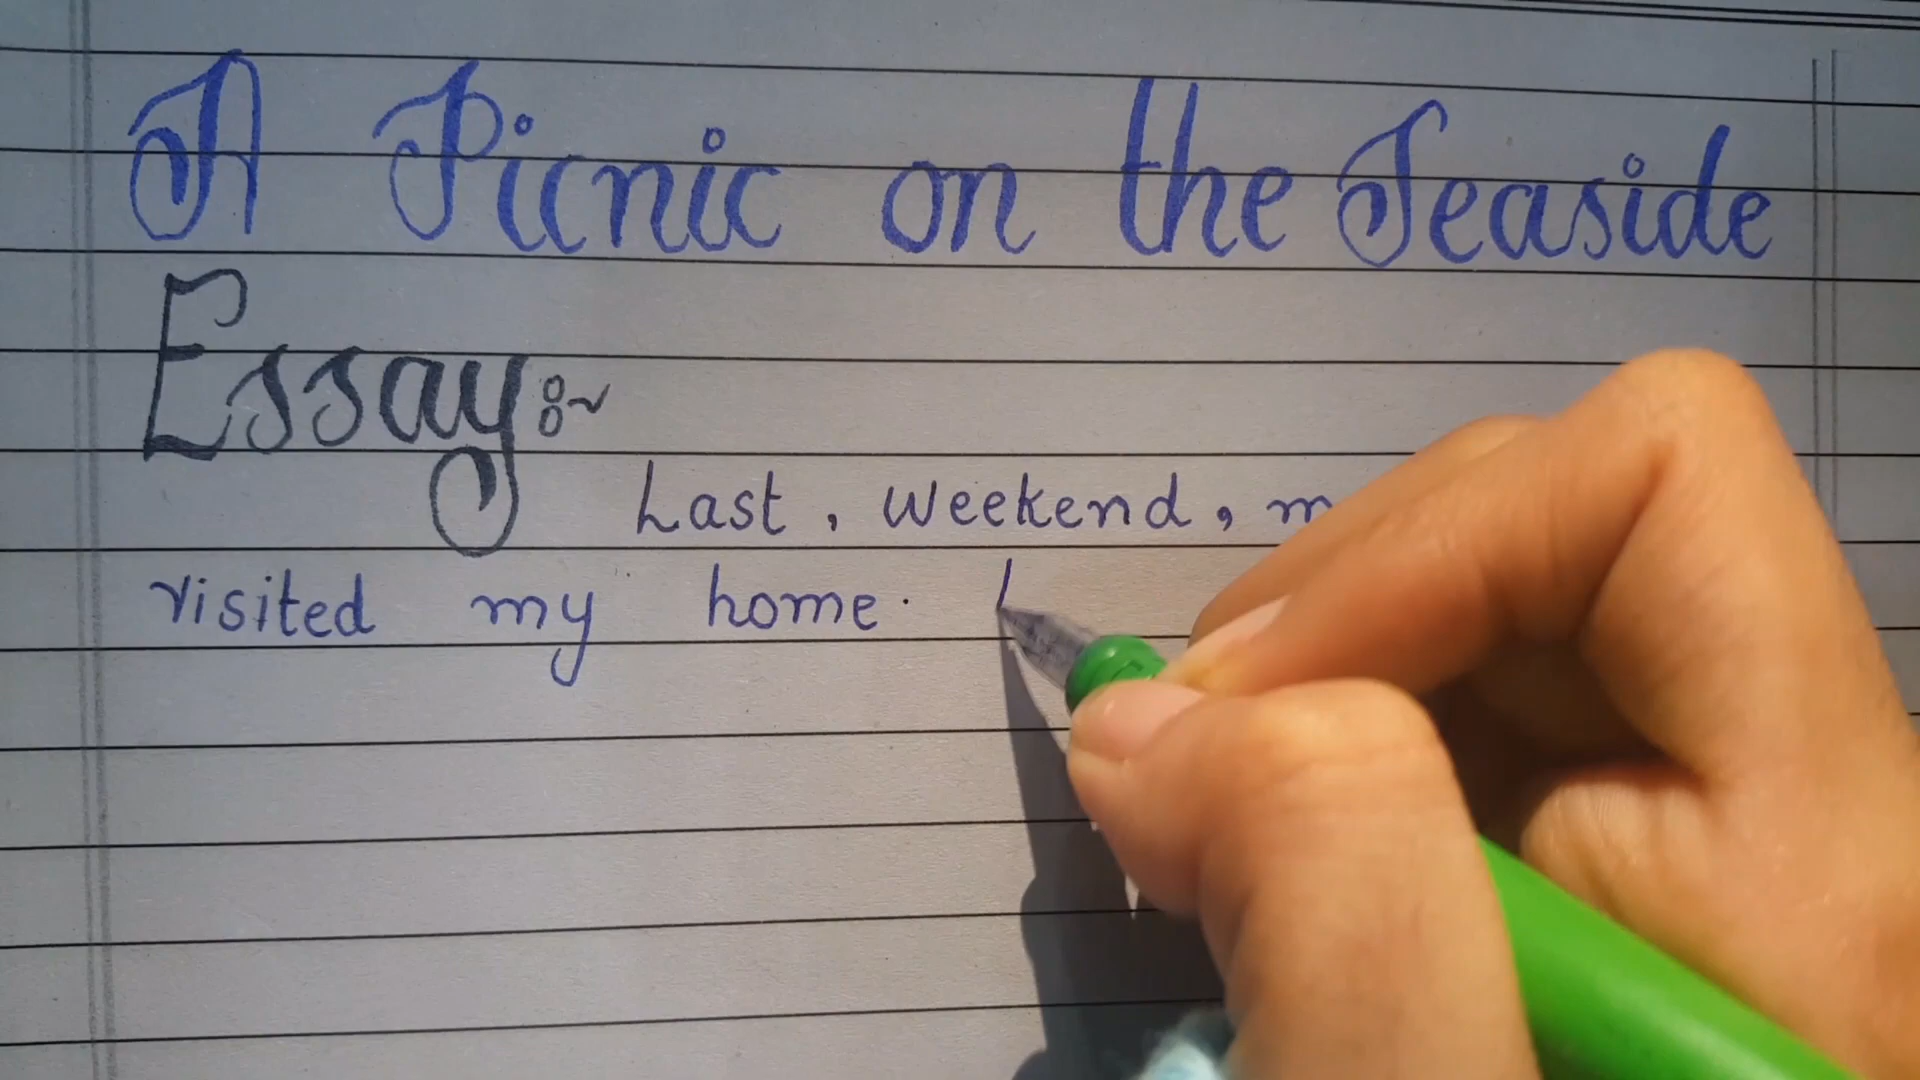 A Picnic on the Seaside
Essay:~
Last, weekend,
visited my home.